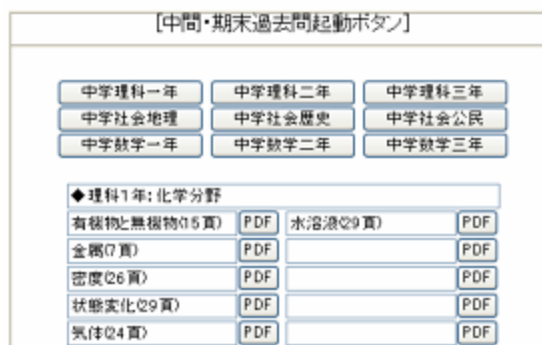 [中間・期末過去問起動ボタン]
中学理科一年 中学理科二年 中学理科三年
中学社会地理 中学社会歴史 中学社会公民
中学数学一年 中学数学二年 中学数学三年
◆理科1年:化学分野
有機物と無機物(15頁) PDF 水溶液(29頁) PDF
金属(7頁) PDF PDF
密度(26頁) PDF PDF
状態変化(29頁) PDF PDF
気体(24頁) PDF PDF